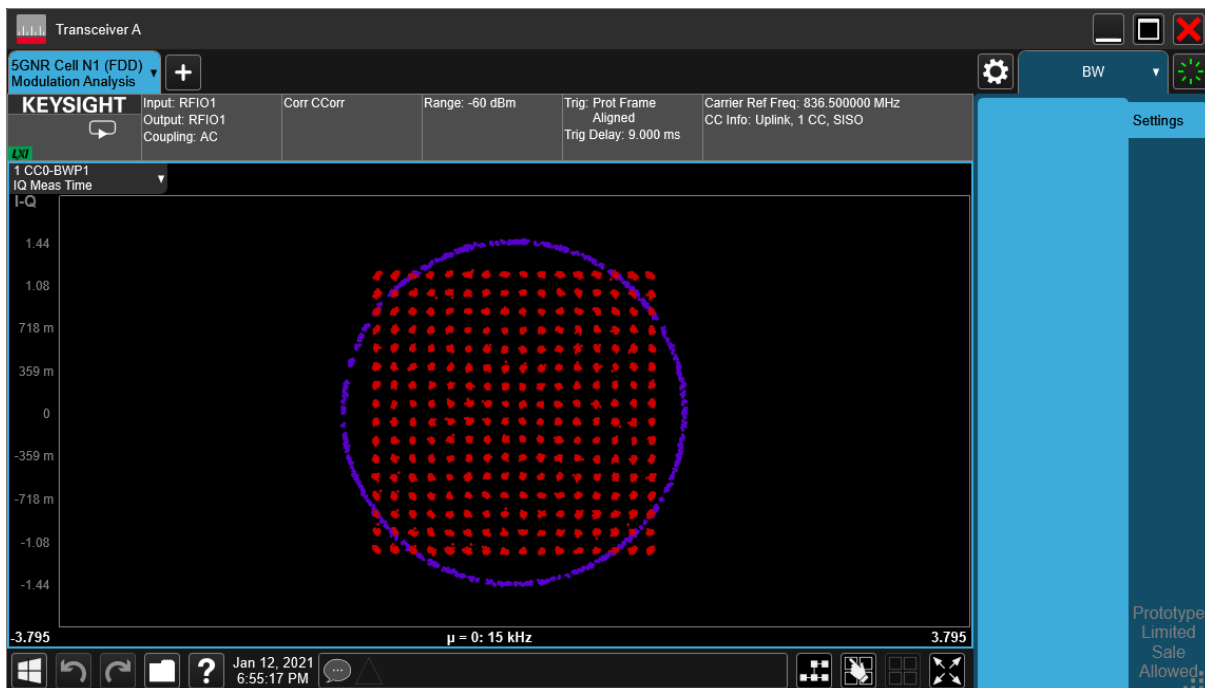 Transceiver A
5GNR Cell N1 (FDD)
Modulation Analysis
BW
KEYSIGHT
LXI
Input: RFIO1
Output: RFIO1
Coupling: AC
Corr CCorr
Range: -60 dBm
Trig: Prot Frame
Aligned
Trig Delay: 9.000 ms
Carrier Ref Freq: 836.500000 MHz
CC Info: Uplink, 1 CC, SISO
Settings
1 CC0-BWP1
IQ Meas Time
I-Q
1.44
1.08
718 m
359 m
0
-359 m
-718 m
-1.08
-1.44
-3.795
µ = 0: 15 kHz
3.795
Prototype
Limited
Sale
Allowed
?
Jan 12, 2021
6:55:17 PM